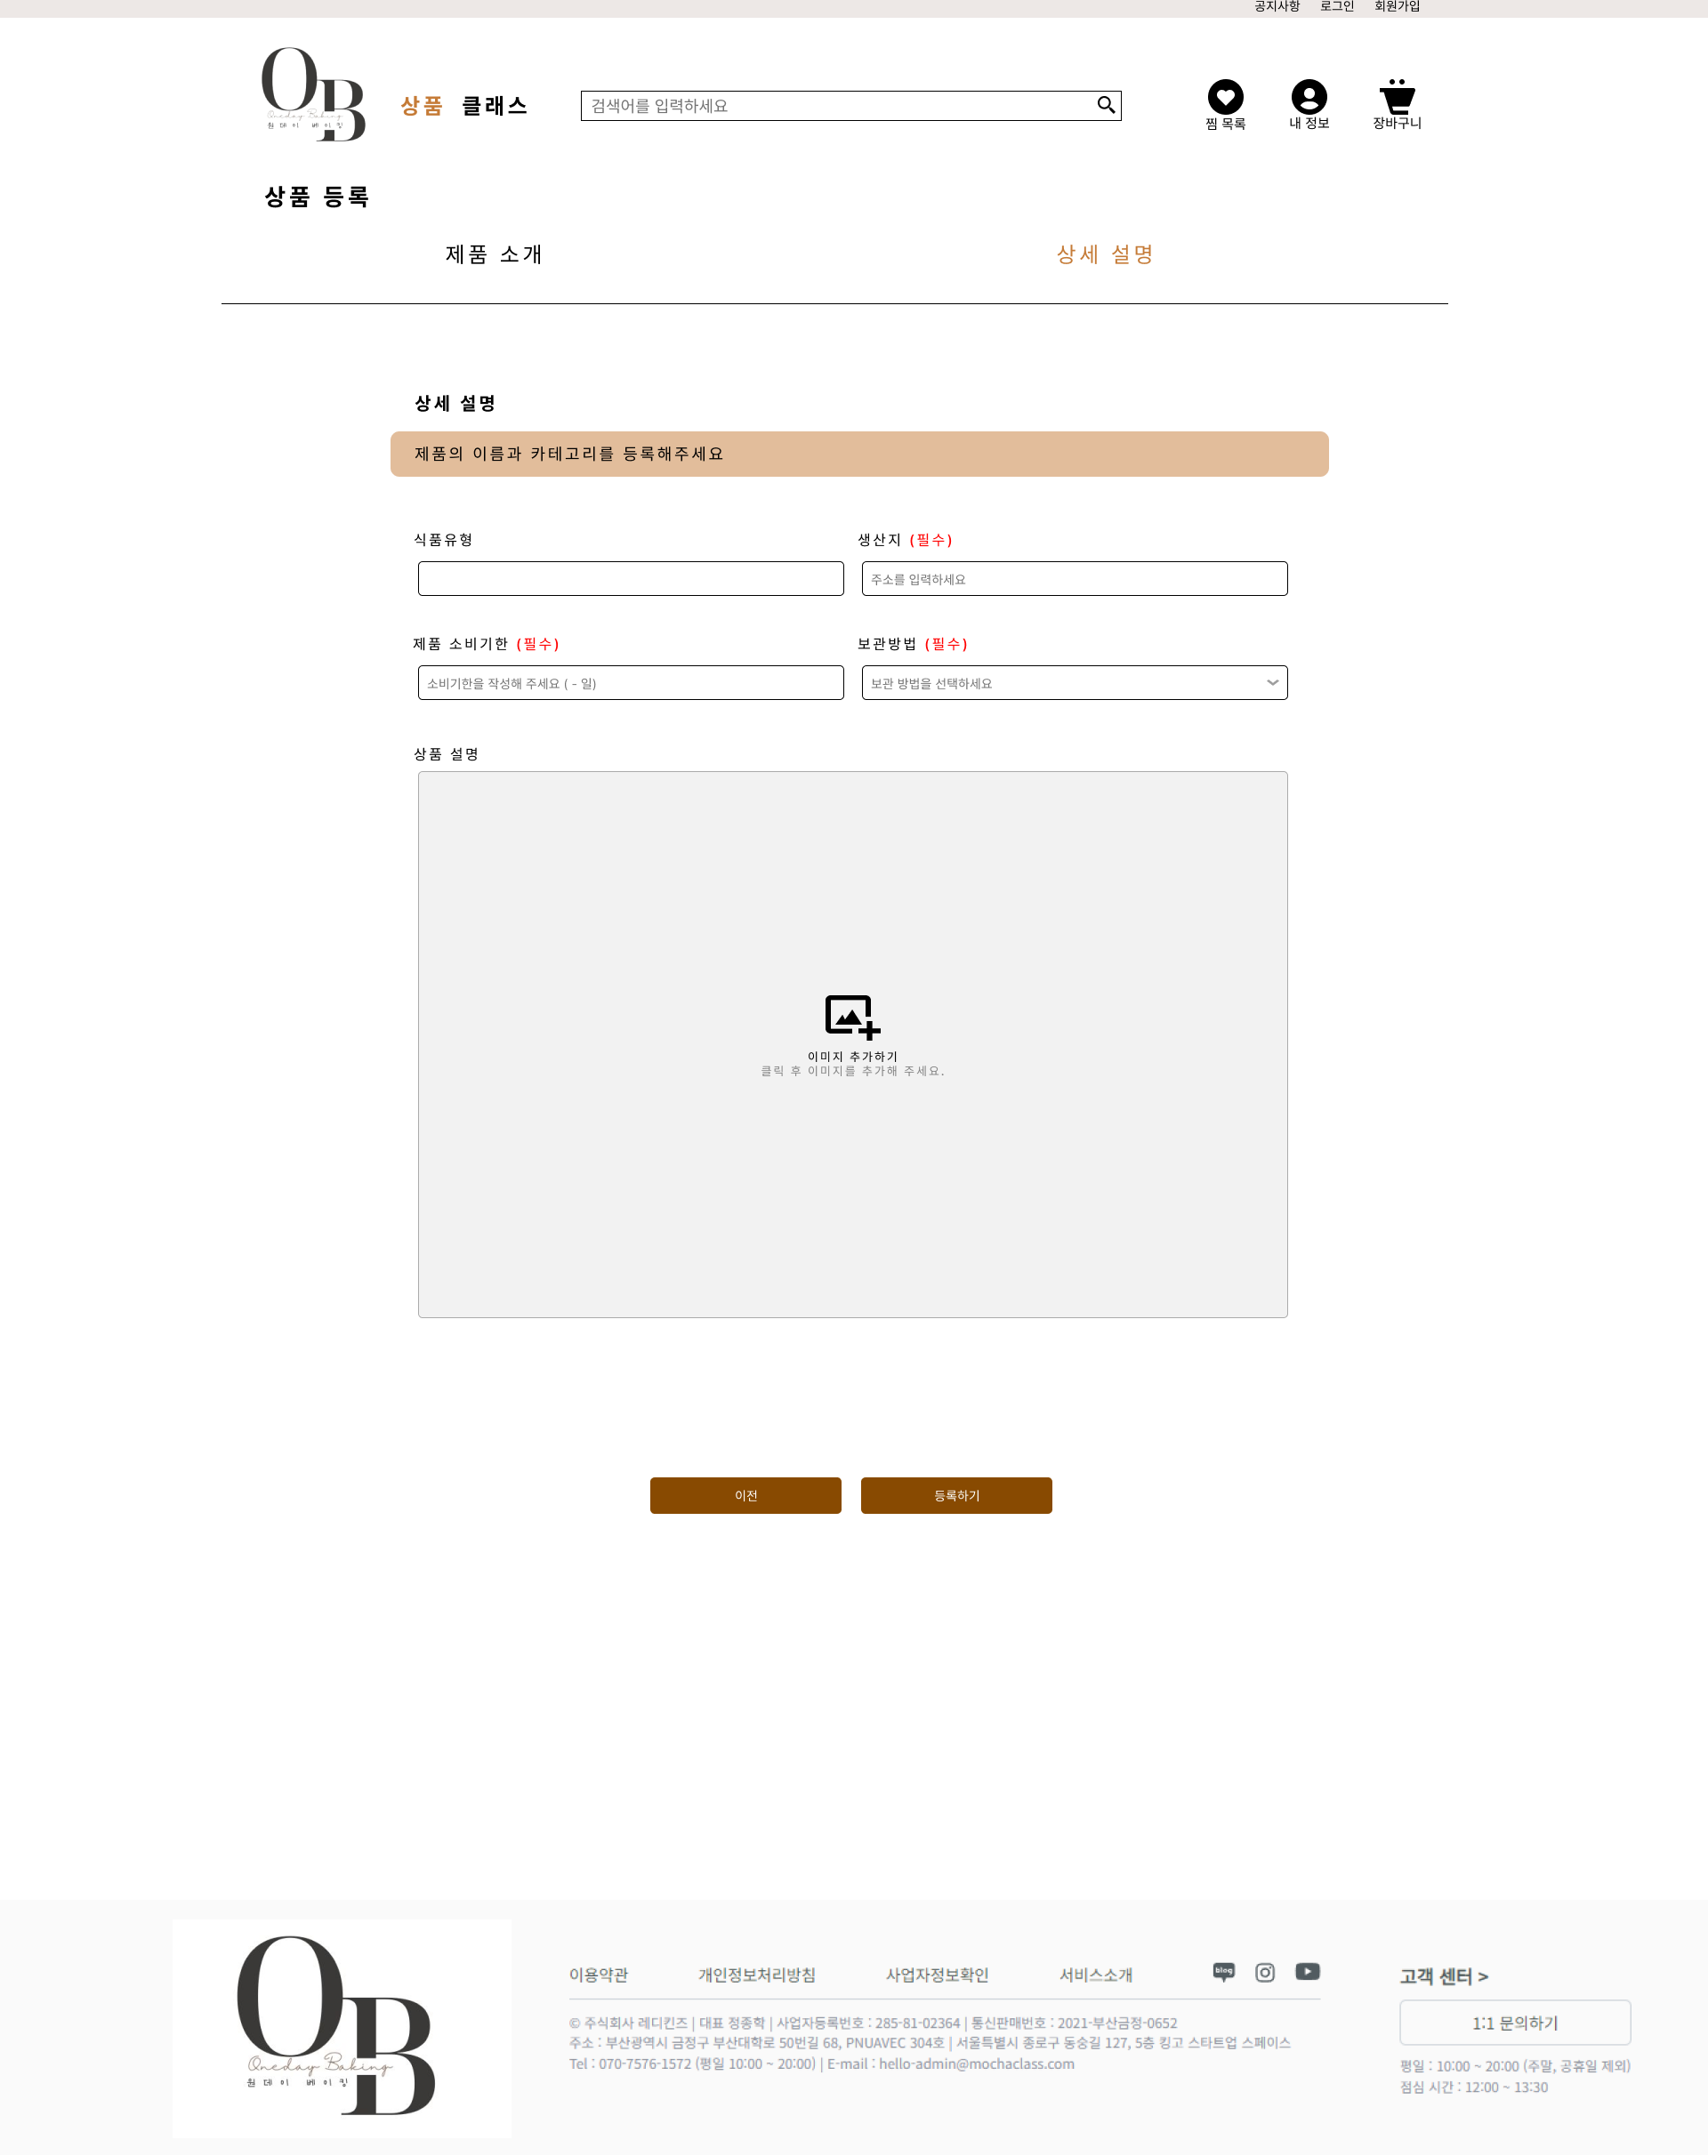 공지사항 로그인 회원가입
OB
Oneday Baking
원데이 베이킹
상품 클래스
검색어를 입력하세요
찜 목록 내 정보 장바구니
상품 등록
제품 소개 상세 설명
상세 설명
제품의 이름과 카테고리를 등록해주세요
식품유형 생산지 (필수)
주소를 입력하세요
제품 소비기한 (필수) 보관방법 (필수)
소비기한을 작성해 주세요 ( - 일) 보관 방법을 선택하세요
상품 설명
이미지 추가하기
클릭 후 이미지를 추가해 주세요.
이전 등록하기
OB
Oneday Baking
원데이 베이킹
이용약관 개인정보처리방침 사업자정보확인 서비스소개 blog
© 주식회사 레디킨즈 | 대표 정종학 | 사업자등록번호 : 285-81-02364 | 통신판매번호 : 2021-부산금정-0652
주소 : 부산광역시 금정구 부산대학로 50번길 68, PNUAVEC 304호 | 서울특별시 종로구 동숭길 127, 5층 킹고 스타트업 스페이스
Tel : 070-7576-1572 (평일 10:00 ~ 20:00) | E-mail : hello-admin@mochaclass.com
고객 센터 >
1:1 문의하기
평일 : 10:00 ~ 20:00 (주말, 공휴일 제외)
점심 시간 : 12:00 ~ 13:30